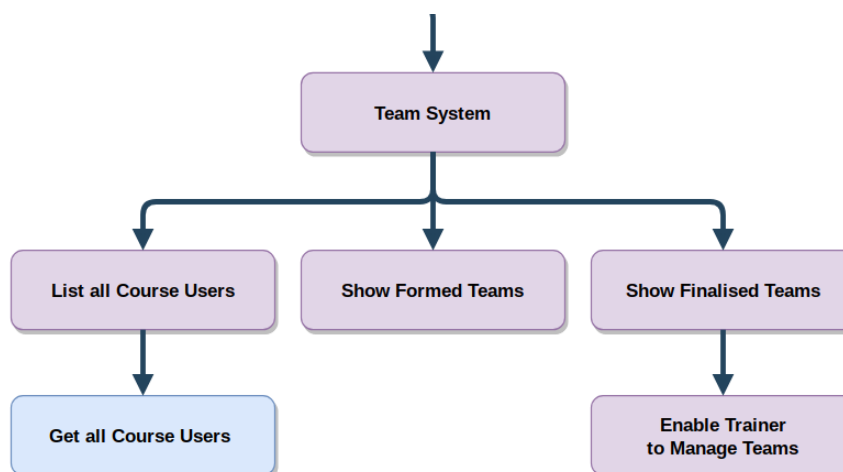 Team System
List all Course Users
Show Formed Teams
Show Finalised Teams
Get all Course Users
Enable Trainer
to Manage Teams